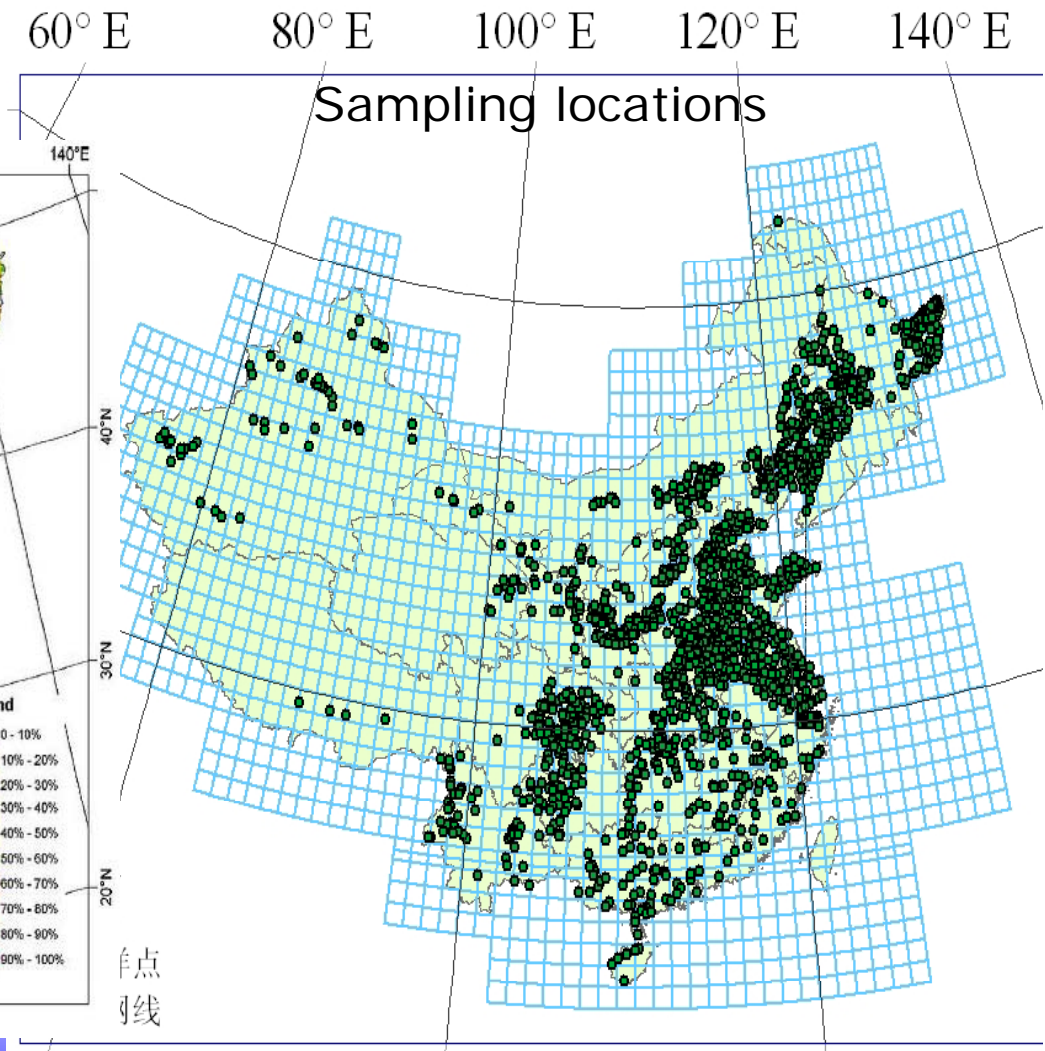 60° E 80° E 100° E 120° E 140° E
Sampling locations
140°E
40°N
30°N
nd
0 - 10%
10% - 20%
20% - 30%
30% - 40%
40% - 50%
50% - 60%
60% - 70%
70% - 80%
80% - 90%
90% - 100%
20°N
点
线